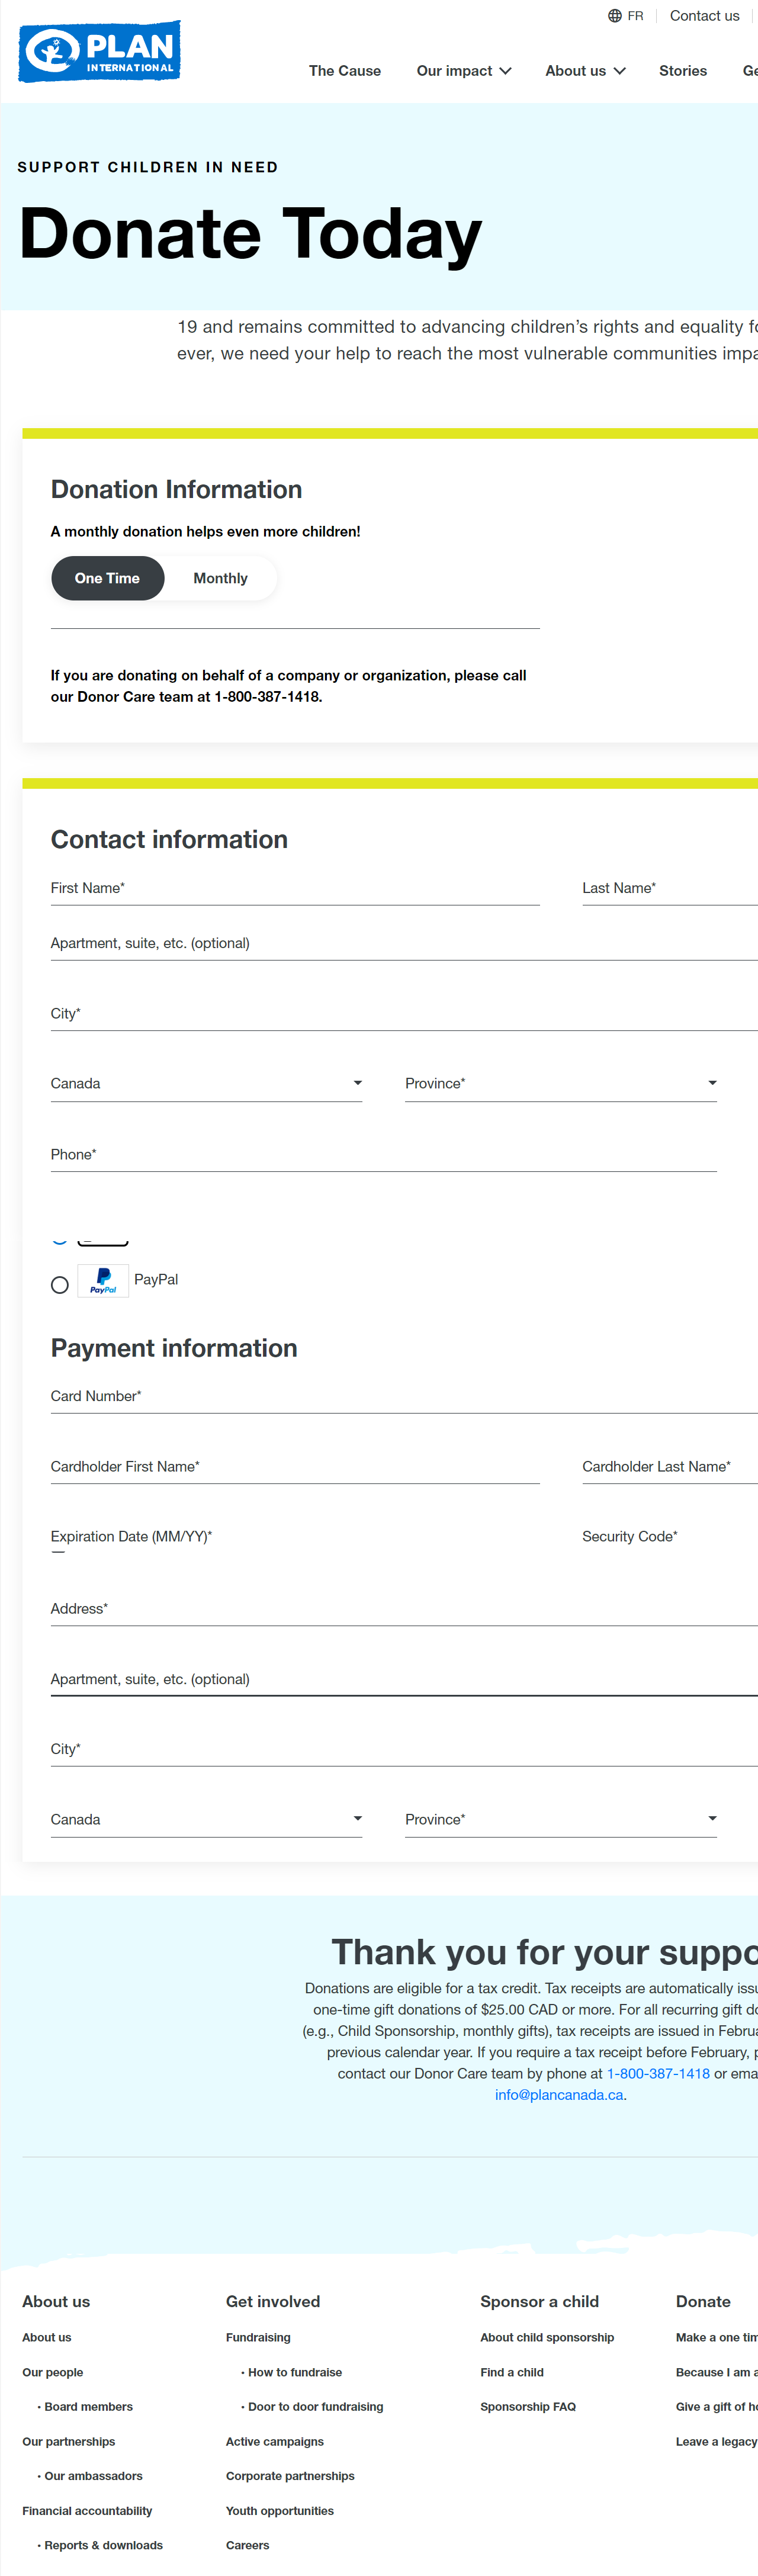 PLAN
INTERNATIONAL
FR
Contact us
The Cause
Our impact
About us
Stories
SUPPORT CHILDREN IN NEED
Donate Today
19 and remains committed to advancing children's rights and equality
ever, we need your help to reach the most vulnerable communities
Donation Information
A monthly donation helps even more children!
One Time
Monthly
If you are donating on behalf of a company or organization, please call
our Donor Care team at 1-800-387-1418.
Contact information
First Name*
Last Name*
Apartment, suite, etc. (optional)
City*
Canada
Province*
Phone*
PayPal
PayPal
Payment information
Card Number*
Cardholder First Name*
Cardholder Last Name*
Expiration Date (MM/YY)*
Security Code*
Address*
Apartment, suite, etc. (optional)
City*
Canada
Province*
Thank you for your
Donations are eligible for a tax credit. Tax receipts are automatically
one-time gift donations of $25.00 CAD or more. For all recurring gift
(e.g., Child Sponsorship, monthly gifts), tax receipts are issued in
previous calendar year. If you require a tax receipt before February,
contact our Donor Care team by phone at 1-800-387-1418 or
info@plancanada.ca.
About us
About us
Our people
• Board members
Our partnerships
• Our ambassadors
Financial accountability
• Reports & downloads
Get involved
Fundraising
• How to fundraise
• Door to door fundraising
Active campaigns
Corporate partnerships
Youth opportunities
Careers
Sponsor a child
About child sponsorship
Find a child
Sponsorship FAQ
Donate
Make a one
Because I am
Give a gift of
Leave a legacy